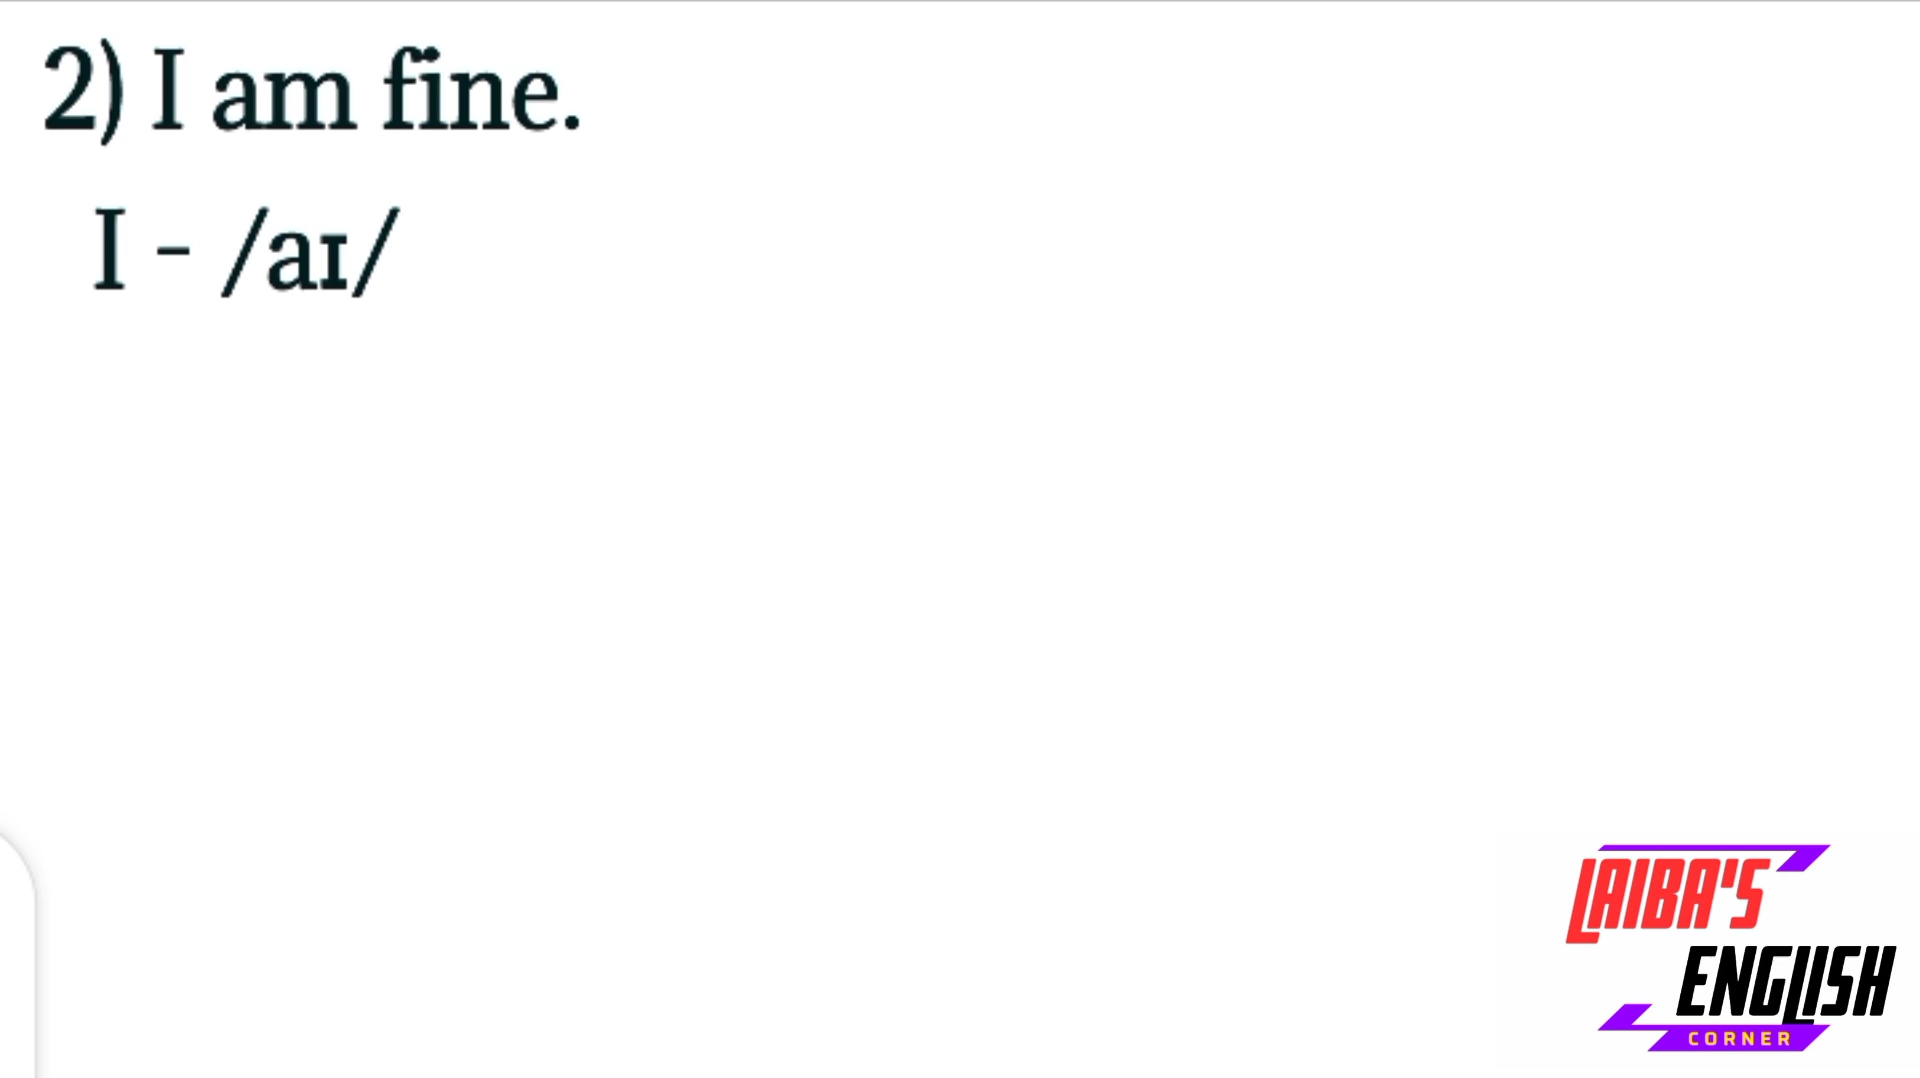 2) I am fine.
I - /aɪ/
LAIBA'S
ENGLISH
CORNER